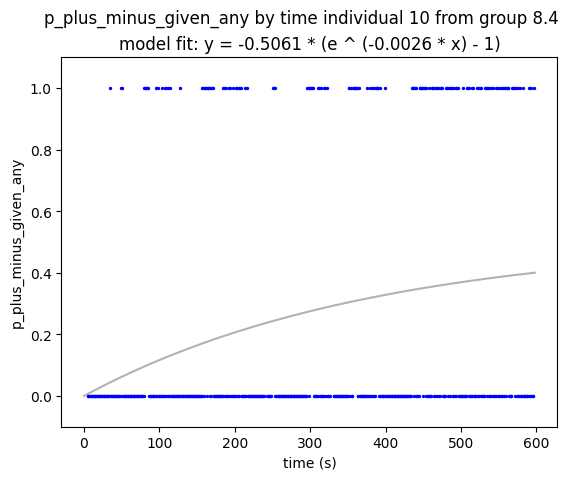 p_plus_minus_given_any by time individual 10 from group 8.4
model fit: y = -0.5061 * (e ^ (-0.0026 * x) - 1)
p_plus_minus_given_any
1.0
0.8
0.6
0.4
0.2
0.0
0 100 200 300 400 500 600
time (s)